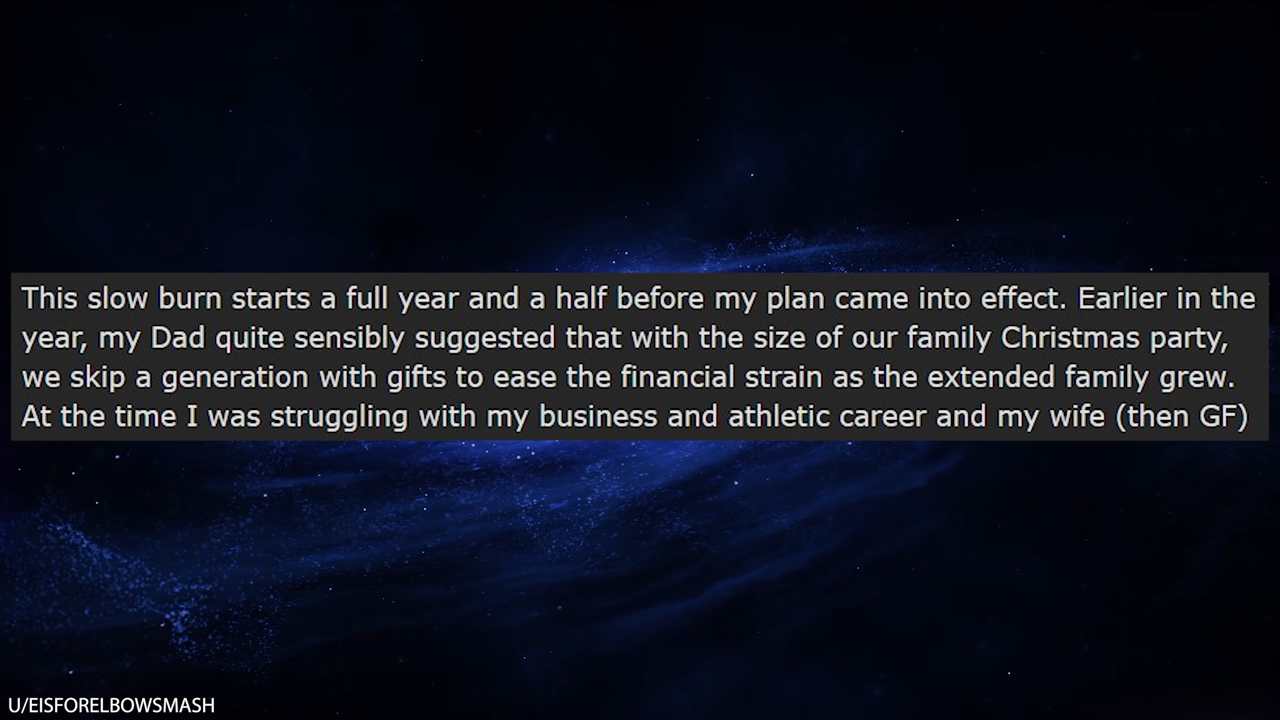 This slow burn starts a full year and a half before my plan came into effect. Earlier in the
year, my Dad quite sensibly suggested that with the size of our family Christmas party,
we skip a generation with gifts to ease the financial strain as the extended family grew.
At the time I was struggling with my business and athletic career and my wife (then GF)
U/EISFORELBOWSMASH